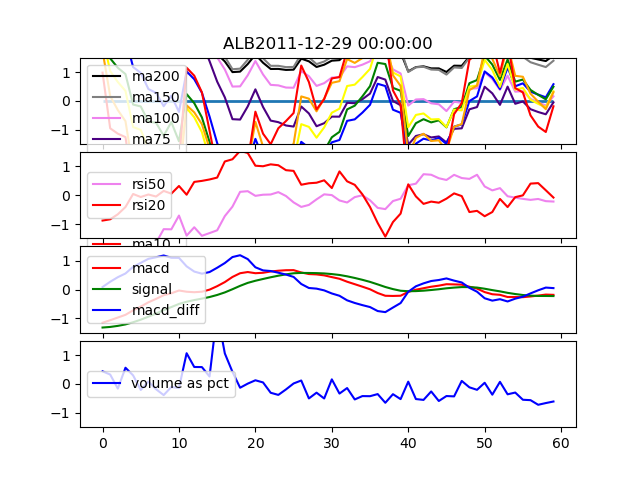 ALB2011-12-29 00:00:00
1
0
−1
ma200
ma150
ma100
ma75
1
0
−1
rsi50
rsi20
ma10
1
0
−1
macd
signal
macd_diff
1
0
−1
volume as pct
0 10 20 30 40 50 60